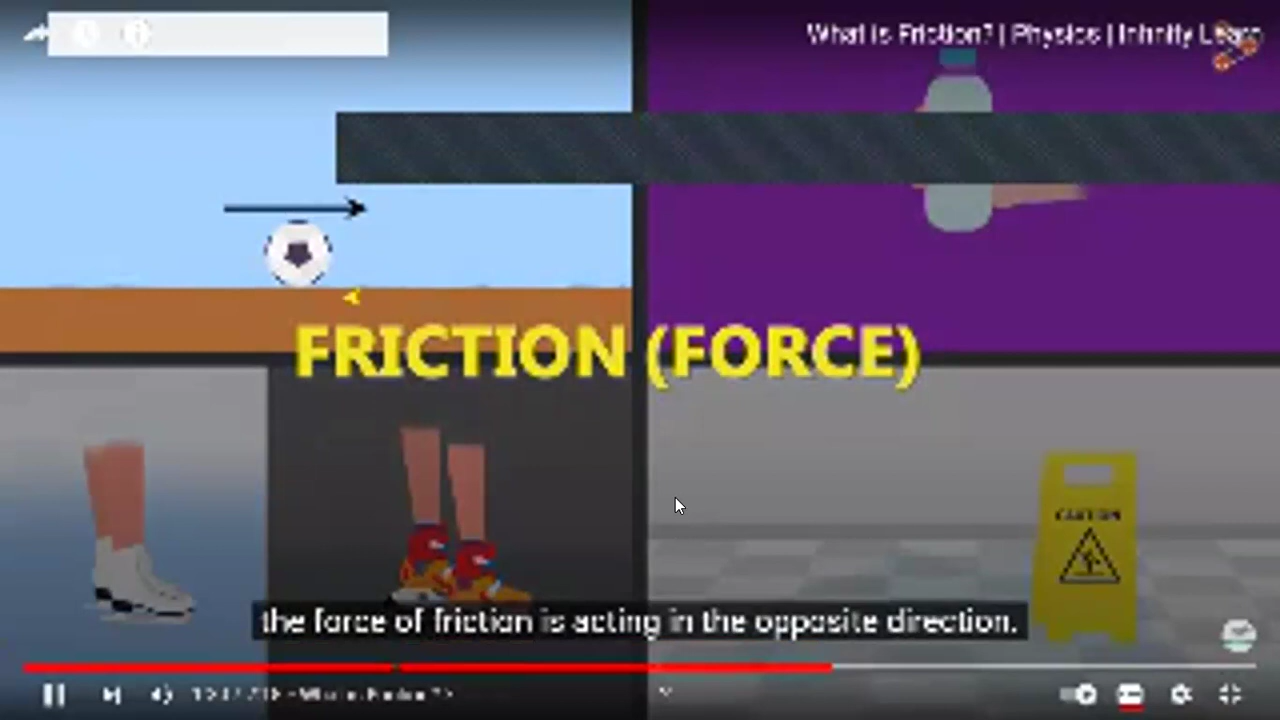 What is Friction? | Physics | Infinity Learn
FRICTION (FORCE)
CAUTION
the force of friction is acting in the opposite direction.